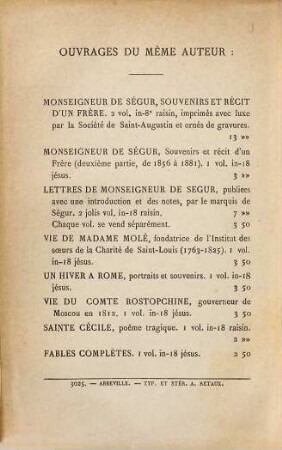 OUVRAGES DU MÊME AUTEUR :
MONSEIGNEUR DE SÉGUR, SOUVENIRS ET RÉCIT
D'UN FRÈRE. 2 vol. in-8° raisin, imprimés avec luxe
par la Société de Saint-Augustin et ornés de gravures.
13 »»
MONSEIGNEUR DE SÉGUR, Souvenirs et récit d'un
Frère (deuxième partie, de 1856 à 1881). 1 vol. in-18
jésus. 3 »»
LETTRES DE MONSEIGNEUR DE SEGUR, publiées
avec une introduction et des notes, par le marquis de
Ségur. 2 jolis vol. in-18 raisin. 7 »»
Chaque vol. se vend séparément. 3 50
VIE DE MADAME MOLÉ, fondatrice de l'Institut des
sœurs de la Charité de Saint-Louis (1763-1825). 1 vol.
in-18 jésus. 3 50
UN HIVER A ROME, portraits et souvenirs. 1 vol. in-18
jésus. 3 50
VIE DU COMTE ROSTOPCHINE, gouverneur de
Moscou en 1812. 1 vol. in-18 jésus. 3 50
SAINTE CÉCILE, poème tragique. 1 vol. in-18 raisin.
2 »»
FABLES COMPLÈTES. 1 vol. in-18 jésus. 2 50
3025. — ABBEVILLE. — TYP. ET STÉR. A. RETAUX.